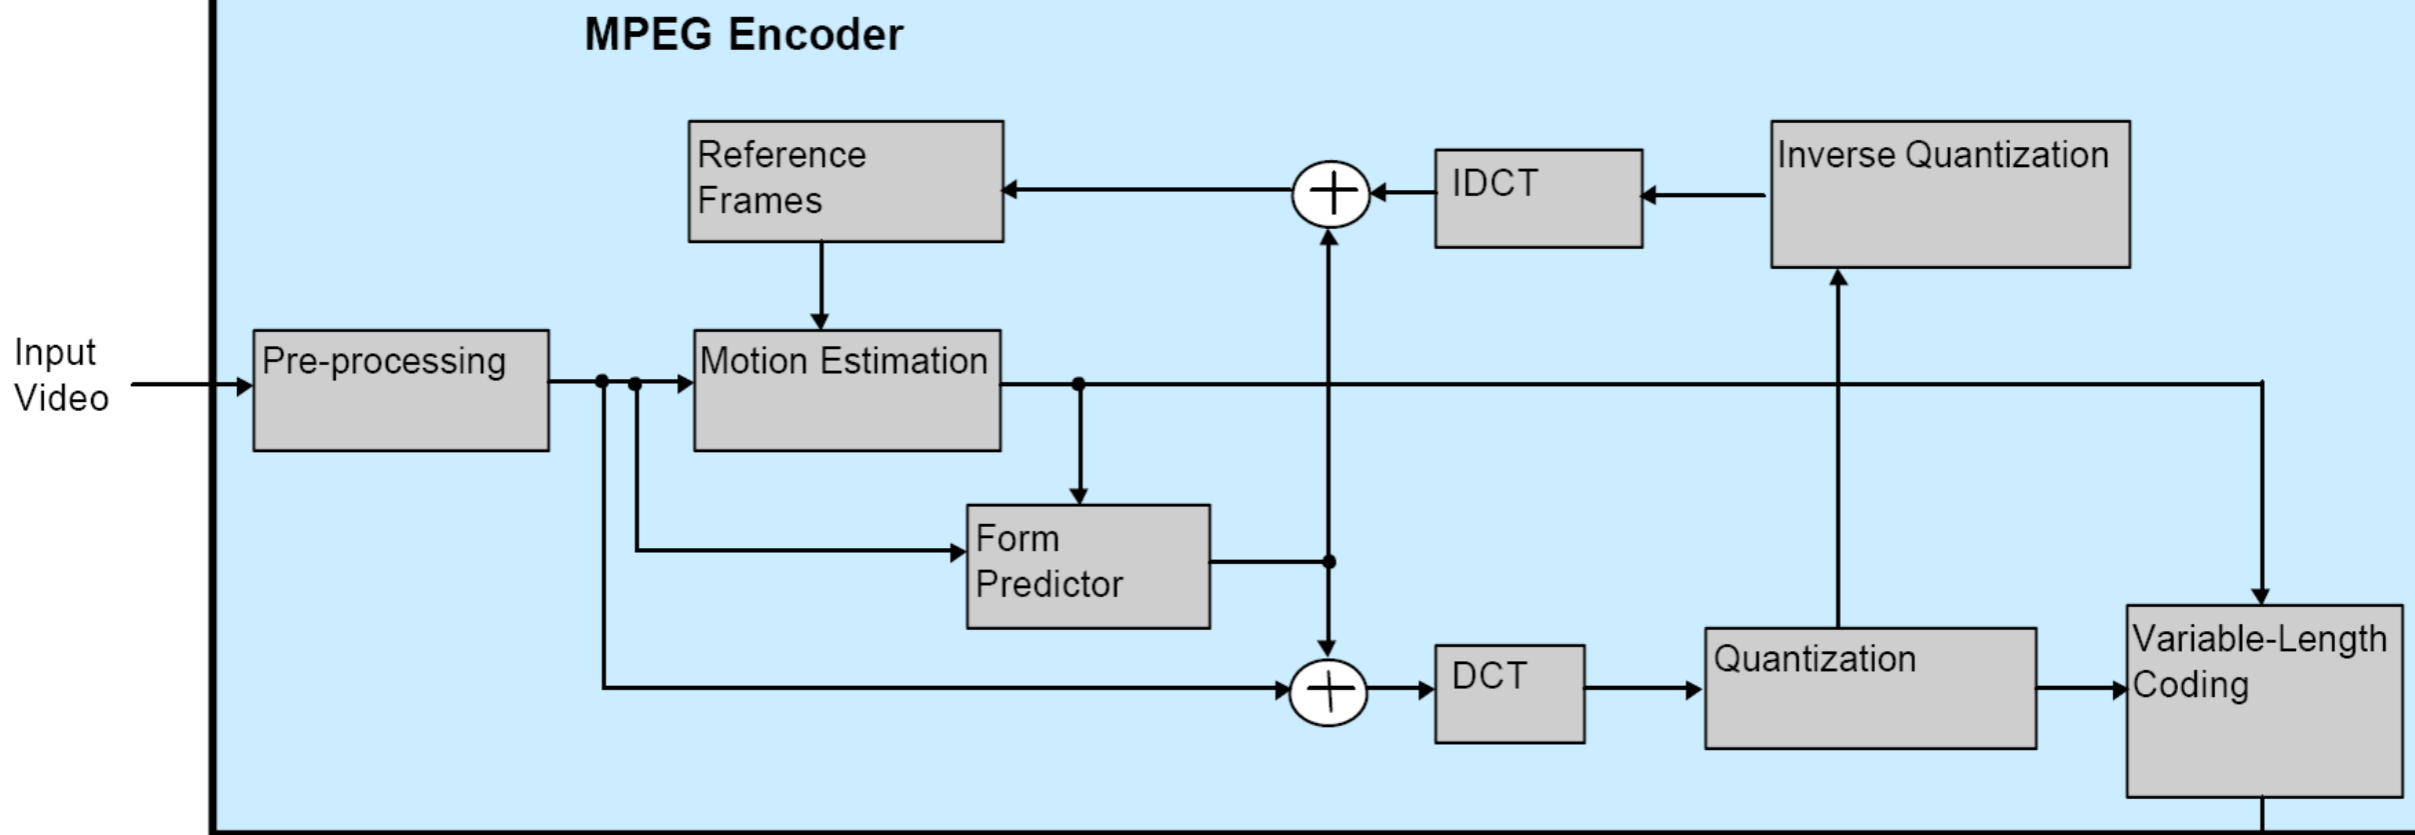 MPEG Encoder
Reference
Frames
IDCT
Inverse Quantization
Input
Video
Pre-processing
Motion Estimation
Form
Predictor
DCT
Quantization
Variable-Length
Coding